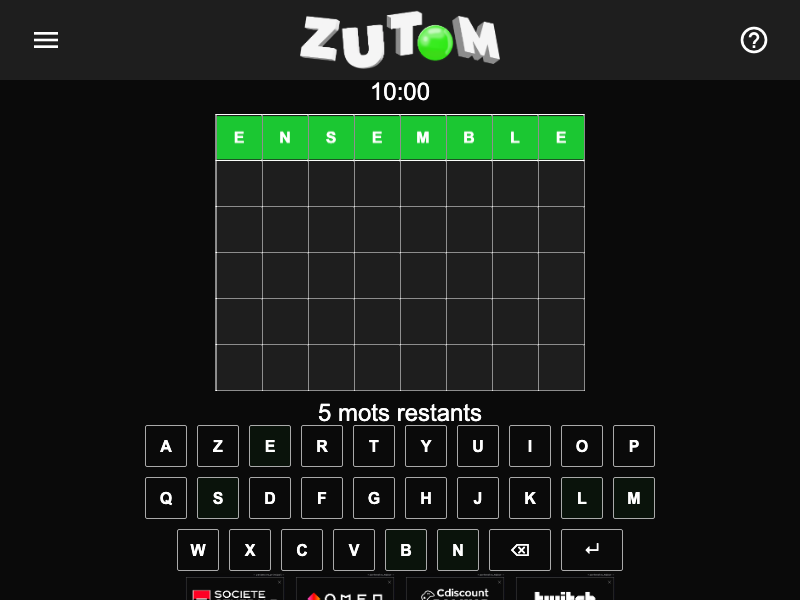 ZUTOM
10:00
E N S E M B L E
5 mots restants
A Z E R T Y U I O P
Q S D F G H J K L M
W X C V B N
SOCIETE OMEN Cdiscount twitch